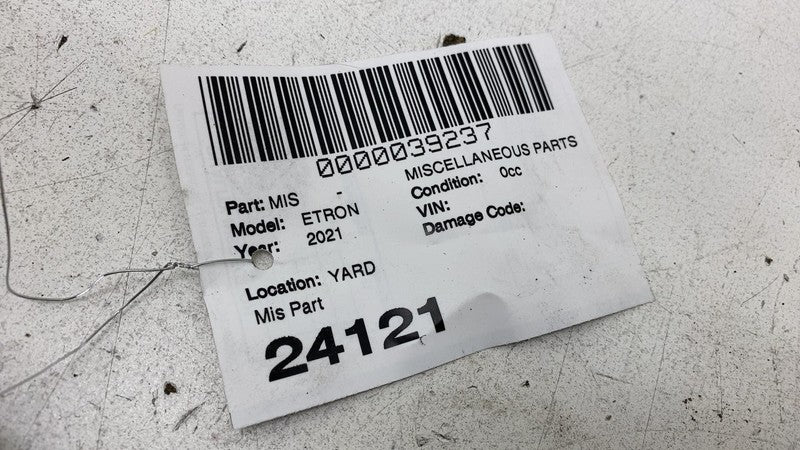 0000039237
MISCELLANEOUS PARTS
Part: MIS -
Condition: 0cc
Model: ETRON
VIN:
Year: 2021
Damage Code:
Location: YARD
Mis Part
24121